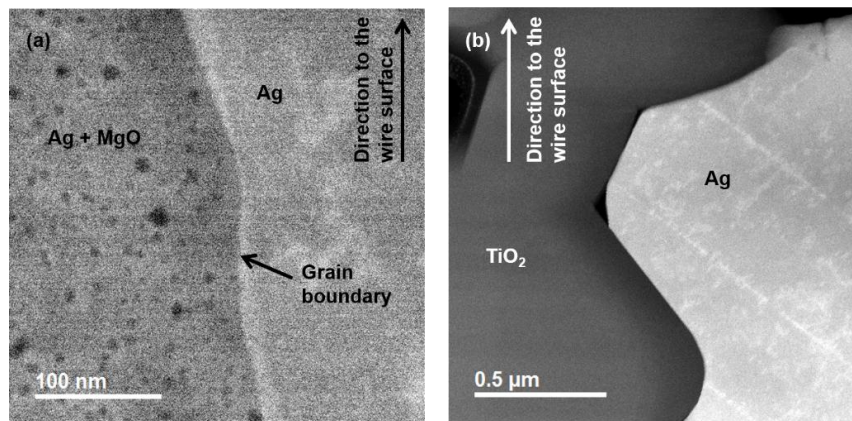 (a)
Ag
Direction to the
wire surface
Ag + MgO
Grain
boundary
100 nm
(b)
Direction to the
wire surface
Ag
TiO₂
0.5 µm